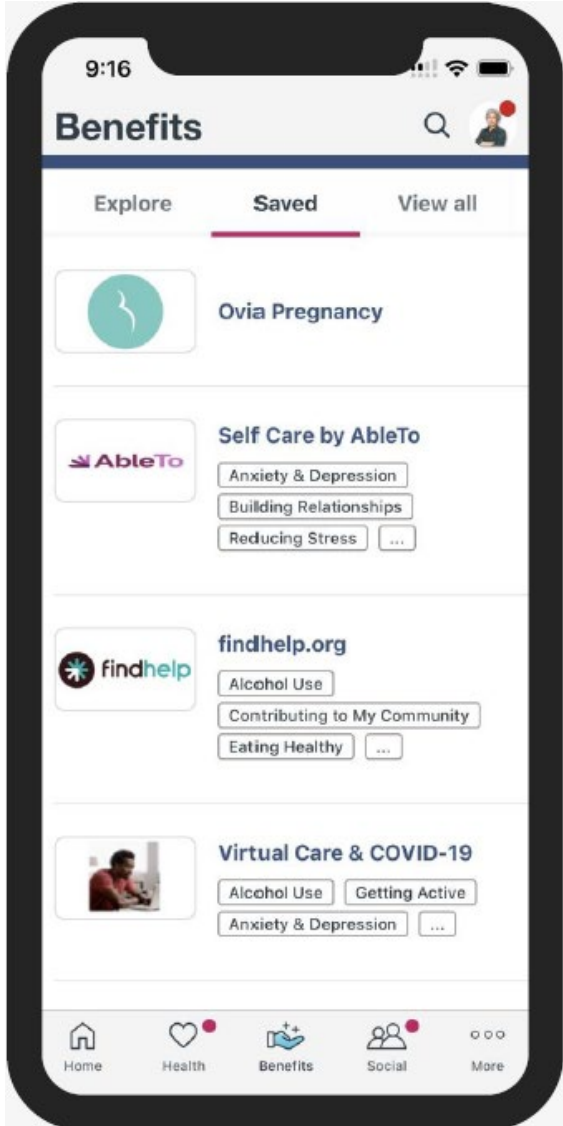 9:16
Benefits
Explore Saved View all
Ovia Pregnancy
AbleTo
Self Care by AbleTo
Anxiety & Depression
Building Relationships
Reducing Stress ...
findhelp
findhelp.org
Alcohol Use
Contributing to My Community
Eating Healthy ...
Virtual Care & COVID-19
Alcohol Use Getting Active
Anxiety & Depression ...
Home Health Benefits Social More